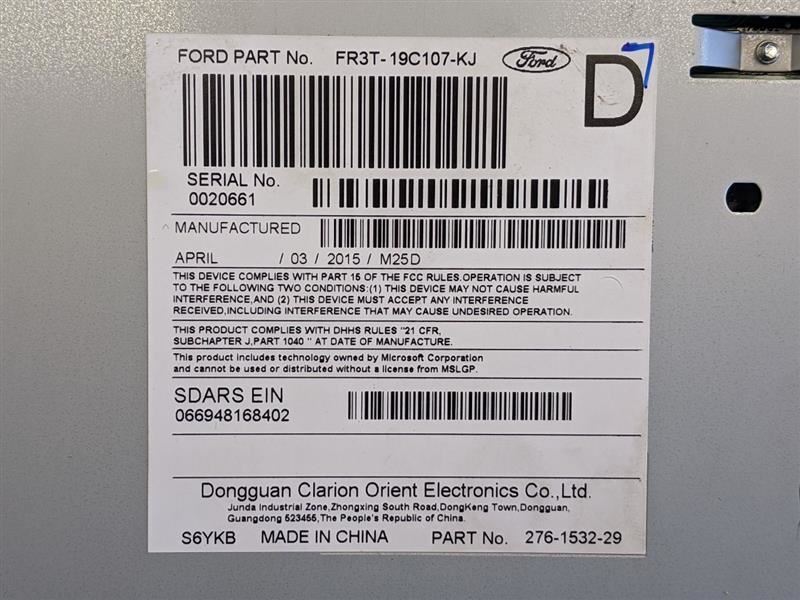 FORD PART No. FR3T-19C107-KJ Ford
D 7
SERIAL No.
0020661
MANUFACTURED
APRIL / 03 / 2015 / M25D
THIS DEVICE COMPLIES WITH PART 15 OF THE FCC RULES.OPERATION IS SUBJECT
TO THE FOLLOWING TWO CONDITIONS:(1) THIS DEVICE MAY NOT CAUSE HARMFUL
INTERFERENCE,AND (2) THIS DEVICE MUST ACCEPT ANY INTERFERENCE
RECEIVED,INCLUDING INTERFERENCE THAT MAY CAUSE UNDESIRED OPERATION.
THIS PRODUCT COMPLIES WITH DHHS RULES "21 CFR,
SUBCHAPTER J,PART 1040 " AT DATE OF MANUFACTURE.
This product includes technology owned by Microsoft Corporation
and cannot be used or distributed without a license from MSLGP.
SDARS EIN
066948168402
Dongguan Clarion Orient Electronics Co.,Ltd.
Junda Industrial Zone,Zhongxing South Road,DongKeng Town,Dongguan,
Guangdong 523455,The People's Republic of China.
S6YKB MADE IN CHINA PART No. 276-1532-29